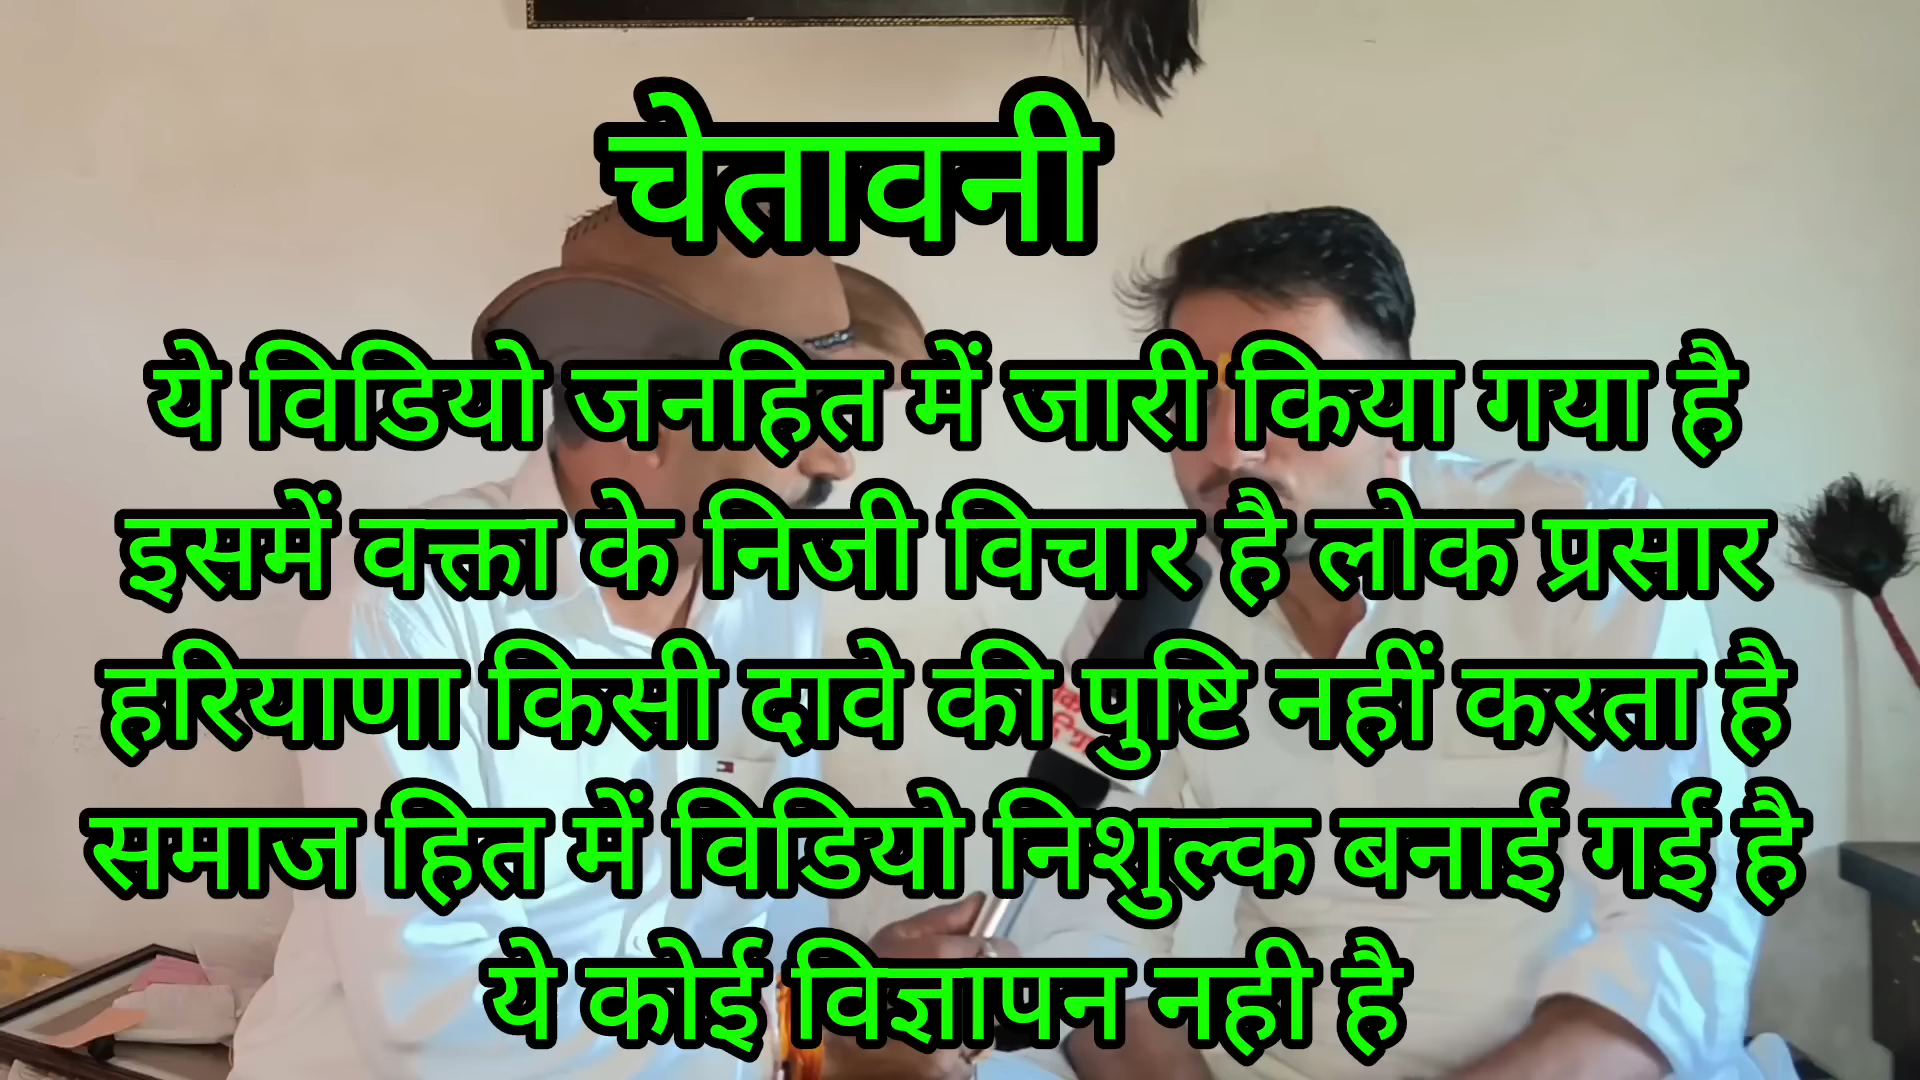 चेतावनी
ये विडियो जनहित में जारी किया गया है
इसमें वक्ता के निजी विचार है लोक प्रसार
हरियाणा किसी दावे की पुष्टि नहीं करता है
समाज हित में विडियो निशुल्क बनाई गई है
ये कोई विज्ञापन नही है